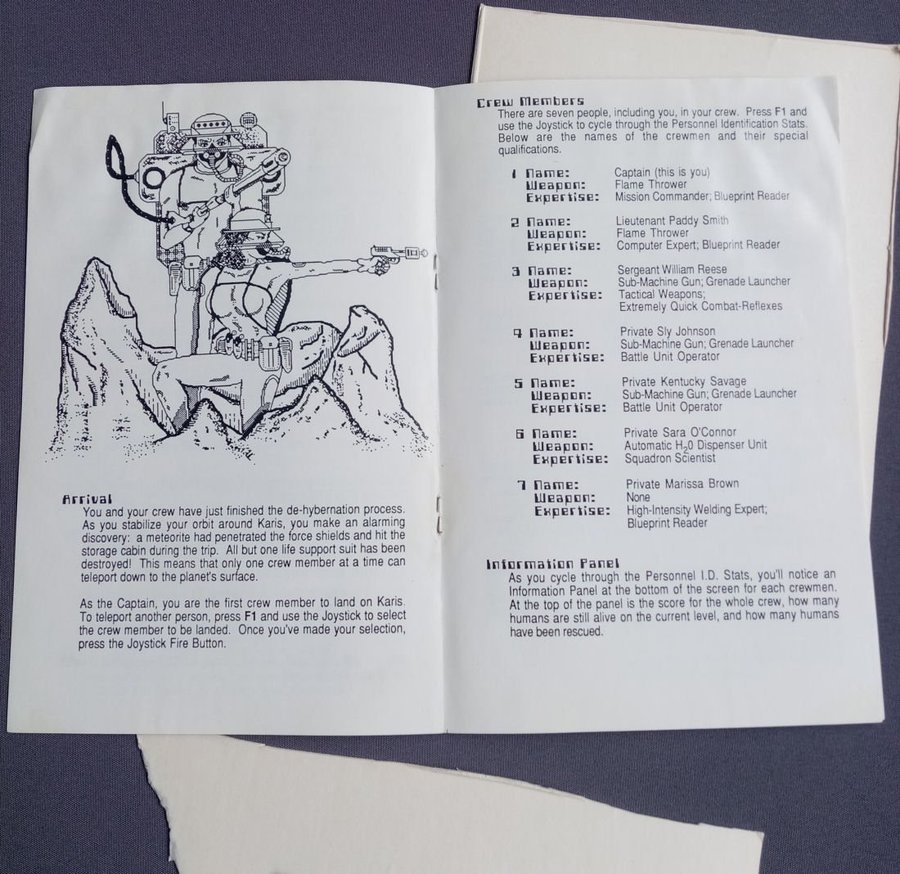 Arrival
You and your crew have just finished the de-hybernation process.
As you stabilize your orbit around Karis, you make an alarming
discovery: a meteorite had penetrated the force shields and hit the
storage cabin during the trip. All but one life support suit has been
destroyed! This means that only one crew member at a time can
teleport down to the planet's surface.
As the Captain, you are the first crew member to land on Karis.
To teleport another person, press F1 and use the Joystick to select
the crew member to be landed. Once you've made your selection,
press the Joystick Fire Button.
Crew Members
There are seven people, including you, in your crew. Press F1 and
use the Joystick to cycle through the Personnel Identification Stats.
Below are the names of the crewmen and their special
qualifications.
1 Name: Captain (this is you)
Weapon: Flame Thrower
Expertise: Mission Commander; Blueprint Reader
2 Name: Lieutenant Paddy Smith
Weapon: Flame Thrower
Expertise: Computer Expert; Blueprint Reader
3 Name: Sergeant William Reese
Weapon: Sub-Machine Gun; Grenade Launcher
Expertise: Tactical Weapons;
Extremely Quick Combat-Reflexes
4 Name: Private Sly Johnson
Weapon: Sub-Machine Gun; Grenade Launcher
Expertise: Battle Unit Operator
5 Name: Private Kentucky Savage
Weapon: Sub-Machine Gun; Grenade Launcher
Expertise: Battle Unit Operator
6 Name: Private Sara O'Connor
Weapon: Automatic H₂0 Dispenser Unit
Expertise: Squadron Scientist
7 Name: Private Marissa Brown
Weapon: None
Expertise: High-Intensity Welding Expert;
Blueprint Reader
Information Panel
As you cycle through the Personnel I.D. Stats, you'll notice an
Information Panel at the bottom of the screen for each crewmen.
At the top of the panel is the score for the whole crew, how many
humans are still alive on the current level, and how many humans
have been rescued.